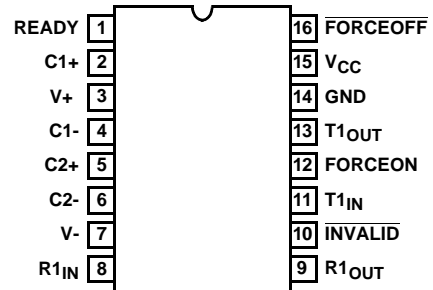 READY 1 16 FORCEOFF
C1+ 2 15 VCC
V+ 3 14 GND
C1- 4 13 T1OUT
C2+ 5 12 FORCEON
C2- 6 11 T1IN
V- 7 10 INVALID
R1IN 8 9 R1OUT